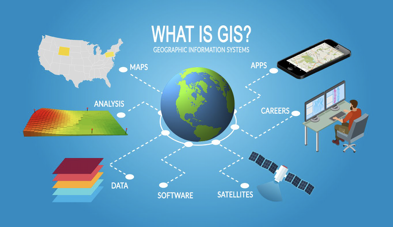 WHAT IS GIS?
GEOGRAPHIC INFORMATION SYSTEMS
MAPS
APPS
ANALYSIS
CAREERS
DATA
SOFTWARE
SATELLITES